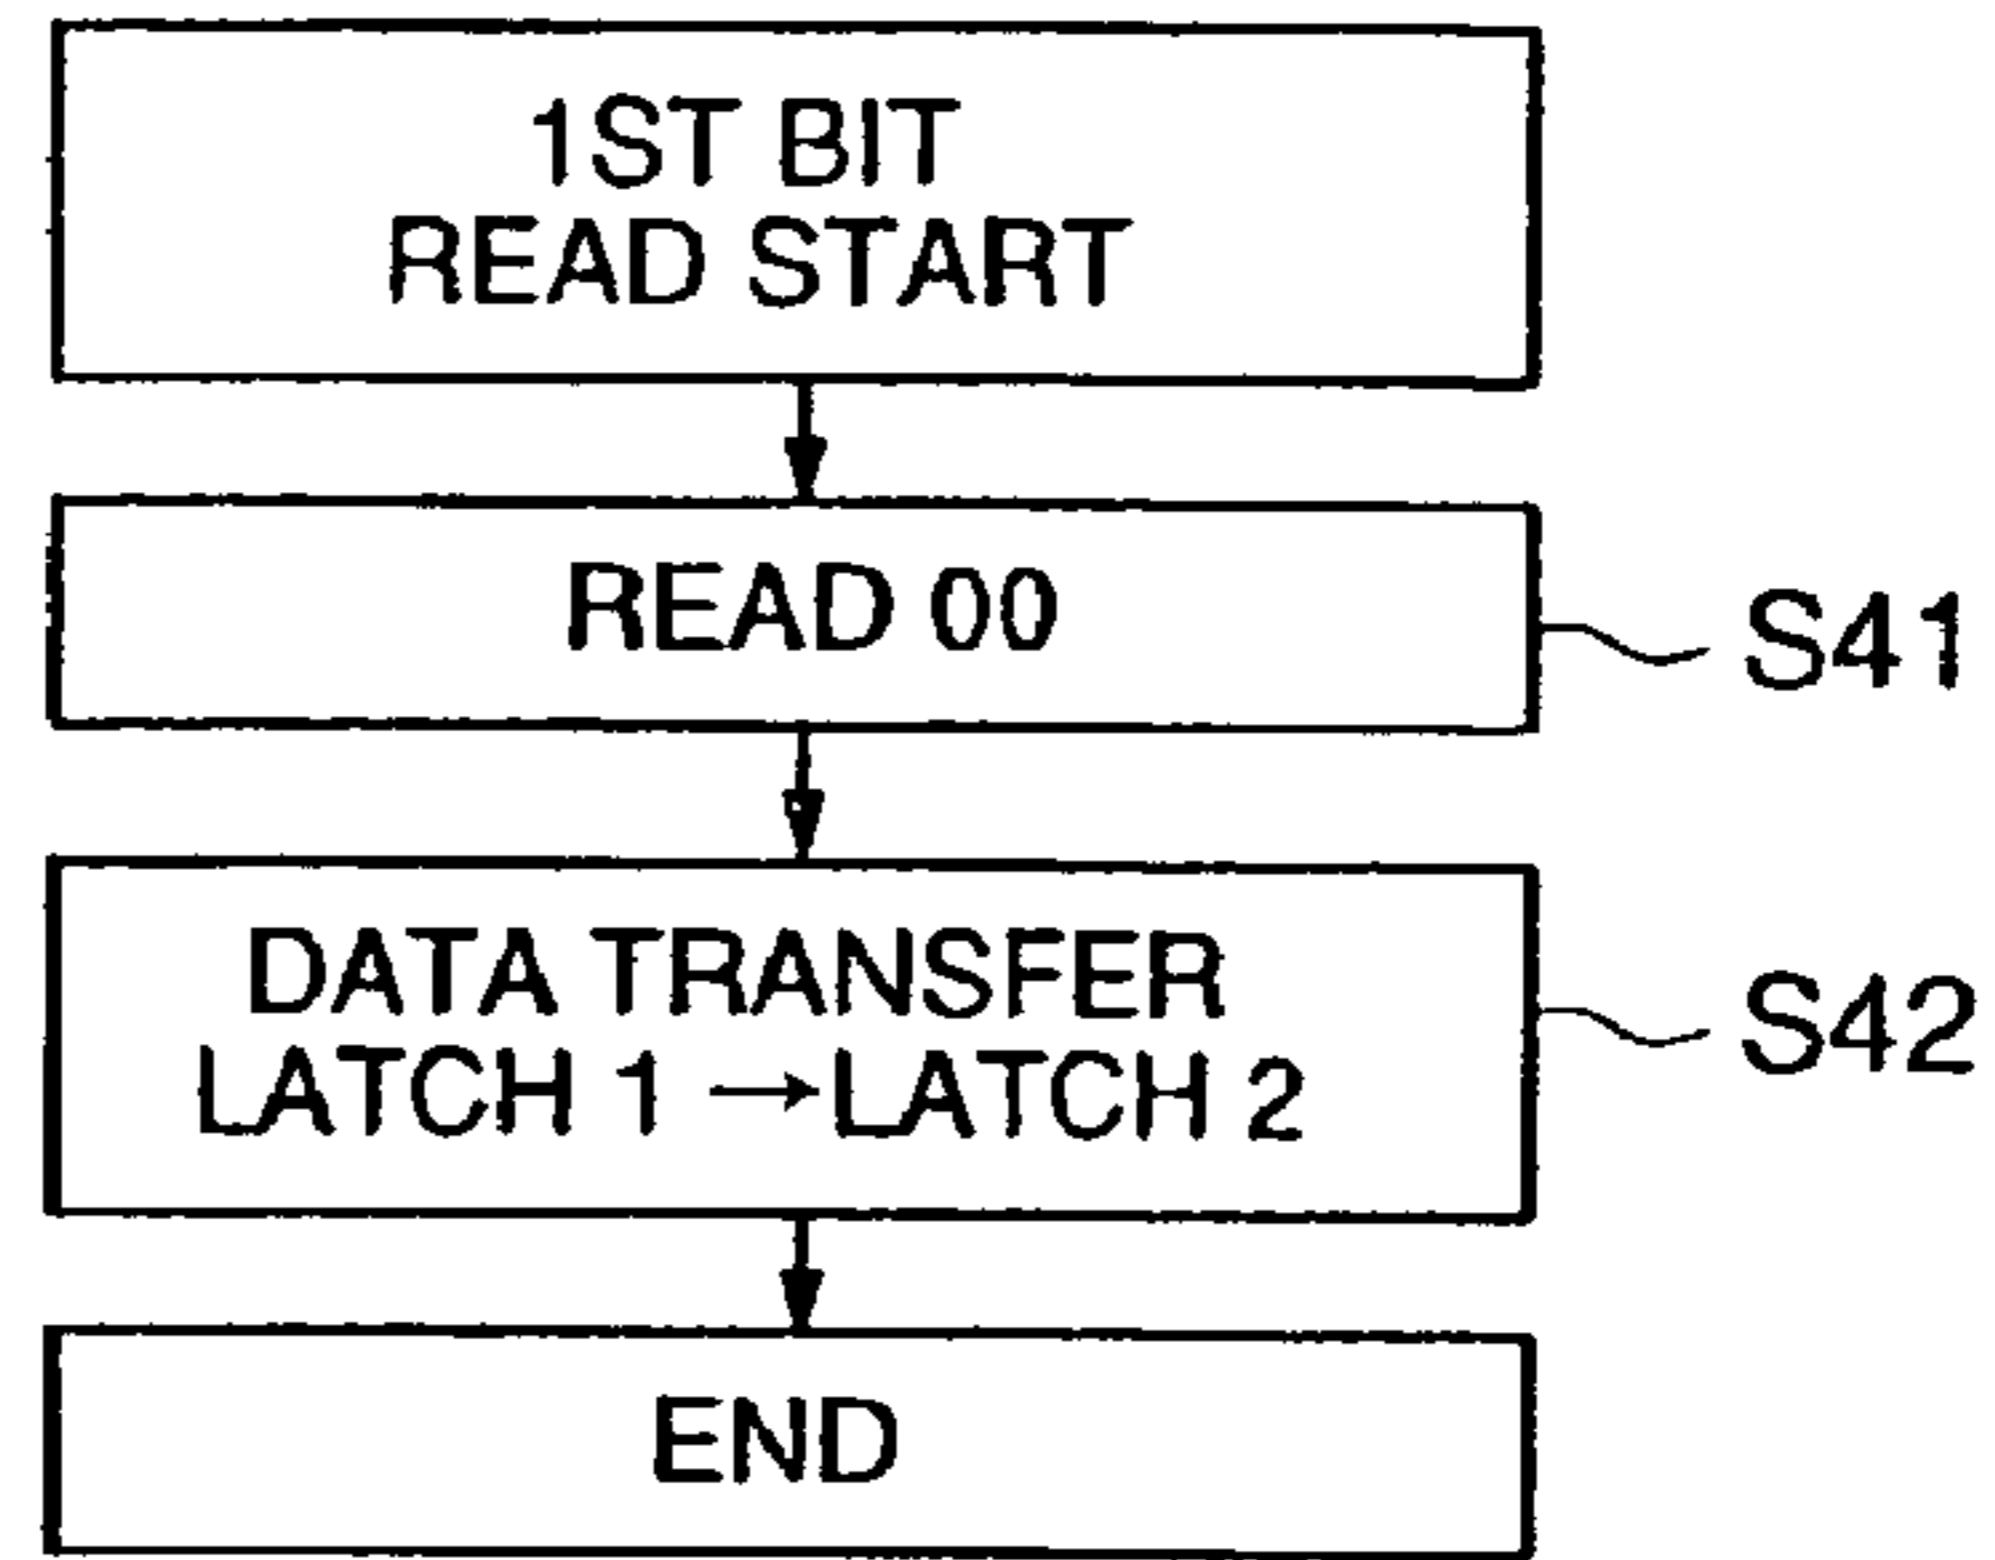 1ST BIT
READ START
READ 00
S41
DATA TRANSFER
LATCH 1 → LATCH 2
S42
END